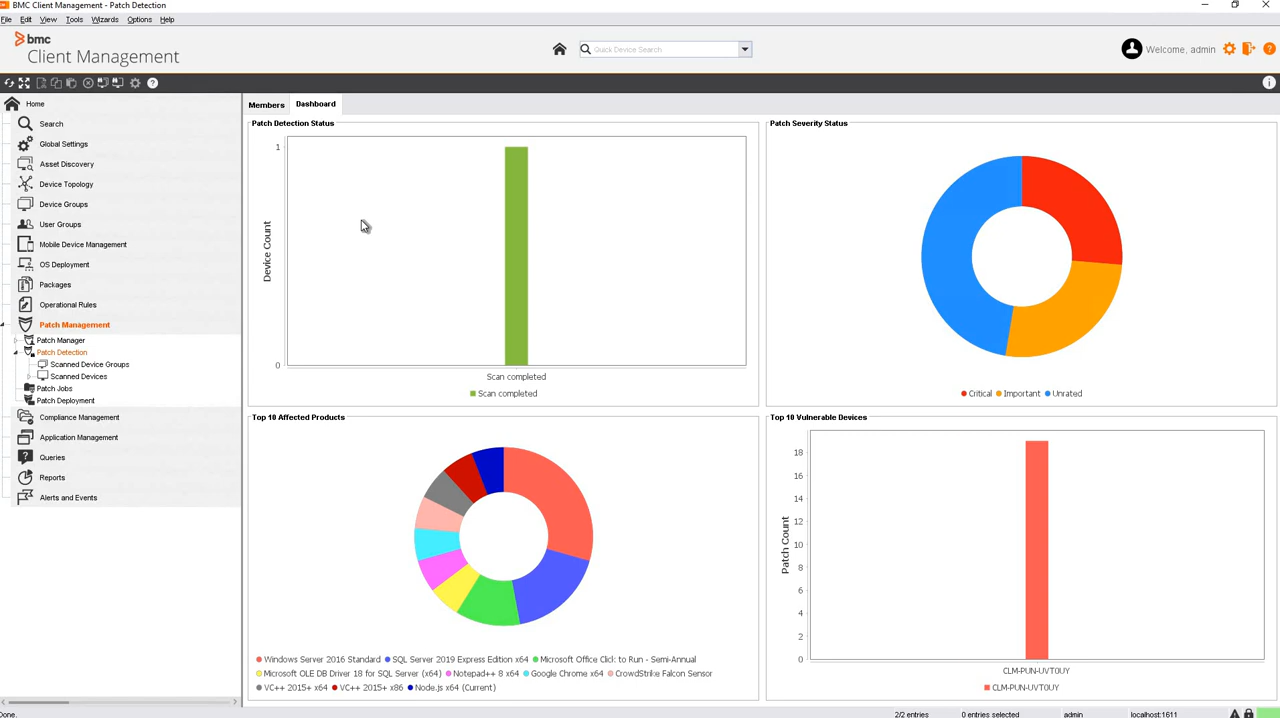 BMC Client Management - Patch Detection
File Edit View Tools Wizards Options Help
bmc
Client Management
Quick Device Search
Welcome, admin
Home
Search
Global Settings
Asset Discovery
Device Topology
Device Groups
User Groups
Mobile Device Management
OS Deployment
Packages
Operational Rules
Patch Management
Patch Manager
Patch Detection
Scanned Device Groups
Scanned Devices
Patch Jobs
Patch Deployment
Compliance Management
Application Management
Queries
Reports
Alerts and Events
Members Dashboard
Patch Detection Status
1
Device Count
0
Scan completed
Scan completed
Patch Severity Status
Critical Important Unrated
Top 10 Affected Products
Windows Server 2016 Standard SQL Server 2019 Express Edition x64 Microsoft Office Click to Run - Semi-Annual
Microsoft OLE DB Driver 18 for SQL Server (x64) Notepad++ 8 x64 Google Chrome x64 CrowdStrike Falcon Sensor
VC++ 2015+ x64 VC++ 2015+ x86 Node.js x64 (Current)
Top 10 Vulnerable Devices
18
16
14
12
10
8
6
4
2
0
Patch Count
CLM-PUN-UVT0UY
CLM-PUN-UVT0UY
Done. 2/2 entries 0 entries selected admin localhost:1611